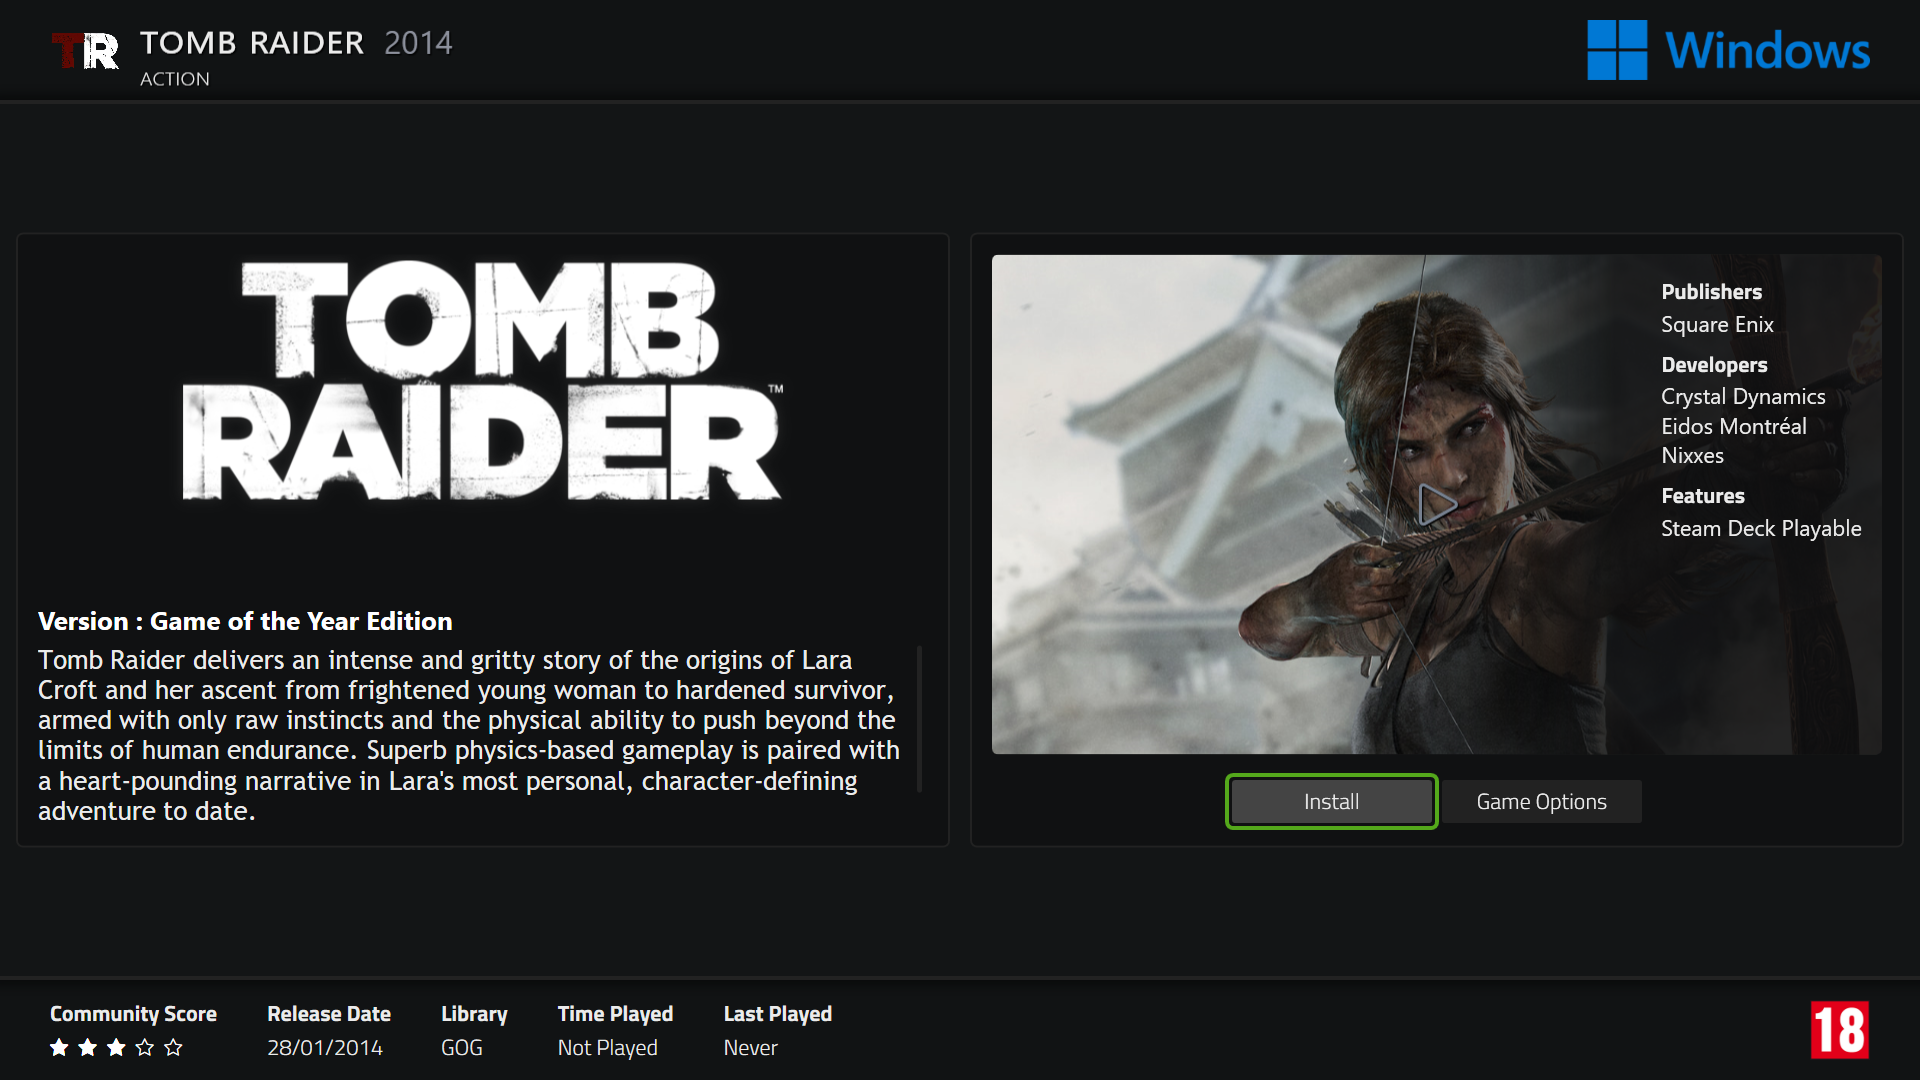 TR
TOMB RAIDER 2014
ACTION
Windows
TOMB
RAIDER™
Version : Game of the Year Edition
Tomb Raider delivers an intense and gritty story of the origins of Lara
Croft and her ascent from frightened young woman to hardened survivor,
armed with only raw instincts and the physical ability to push beyond the
limits of human endurance. Superb physics-based gameplay is paired with
a heart-pounding narrative in Lara's most personal, character-defining
adventure to date.
Publishers
Square Enix
Developers
Crystal Dynamics
Eidos Montréal
Nixxes
Features
Steam Deck Playable
Install
Game Options
Community Score
Release Date
28/01/2014
Library
GOG
Time Played
Not Played
Last Played
Never
18